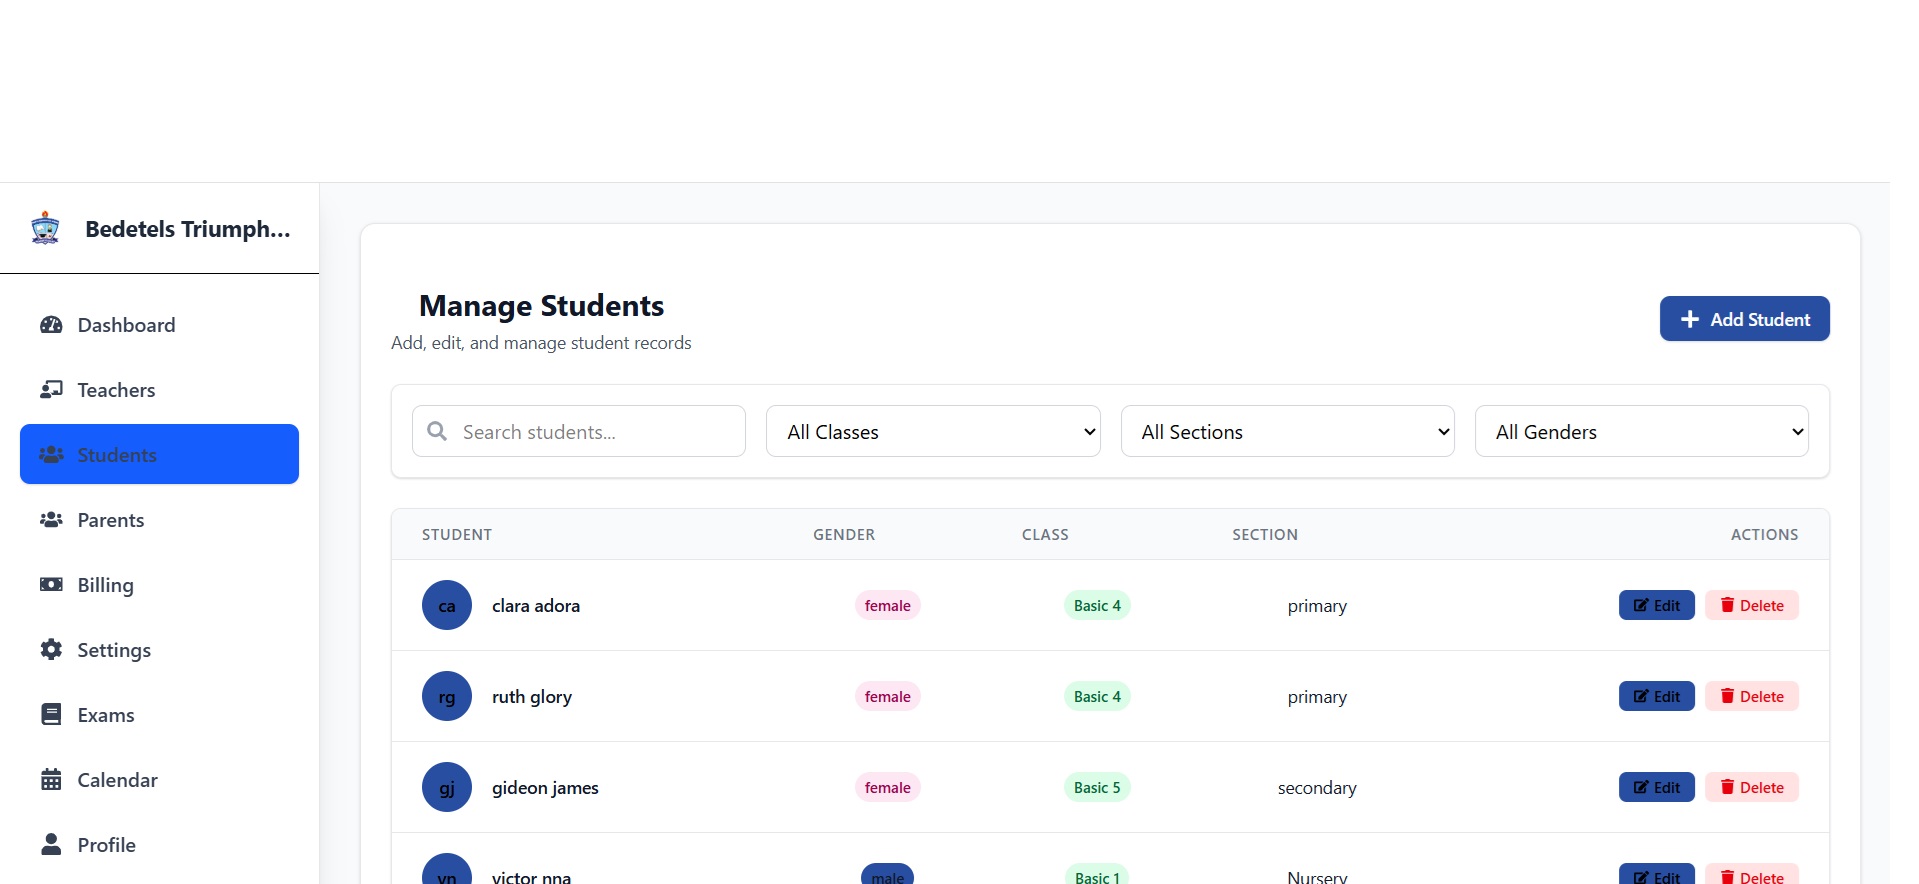 Bedetels Triumph...
Dashboard
Teachers
Students
Parents
Billing
Settings
Exams
Calendar
Profile
Manage Students
Add, edit, and manage student records
Add Student
Search students...
All Classes
All Sections
All Genders
STUDENT GENDER CLASS SECTION ACTIONS
ca clara adora female Basic 4 primary Edit Delete
rg ruth glory female Basic 4 primary Edit Delete
gj gideon james female Basic 5 secondary Edit Delete
vn victor nna male Basic 1 Nursery Edit Delete